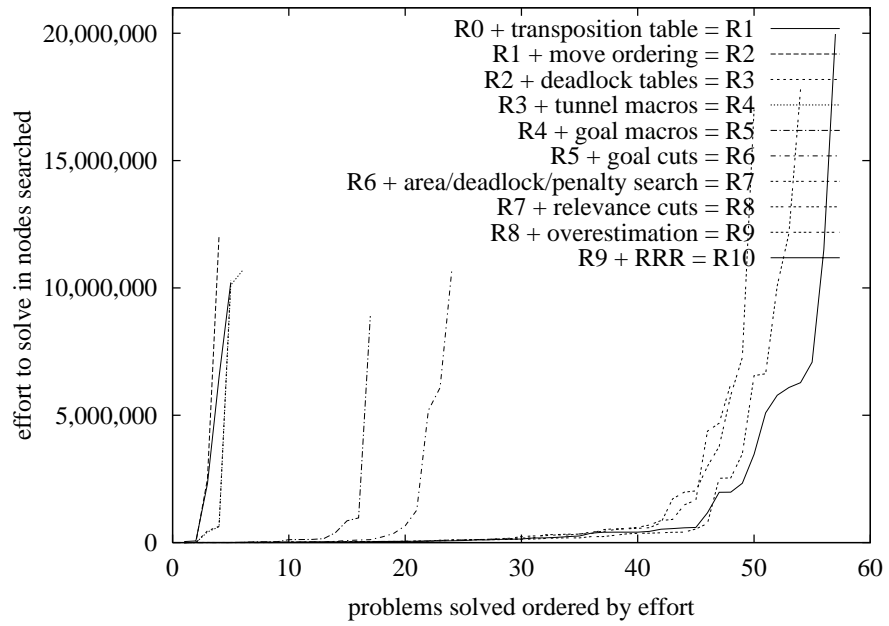 20,000,000
15,000,000
10,000,000
5,000,000
0
effort to solve in nodes searched
R0 + transposition table = R1
R1 + move ordering = R2
R2 + deadlock tables = R3
R3 + tunnel macros = R4
R4 + goal macros = R5
R5 + goal cuts = R6
R6 + area/deadlock/penalty search = R7
R7 + relevance cuts = R8
R8 + overestimation = R9
R9 + RRR = R10
0 10 20 30 40 50 60
problems solved ordered by effort